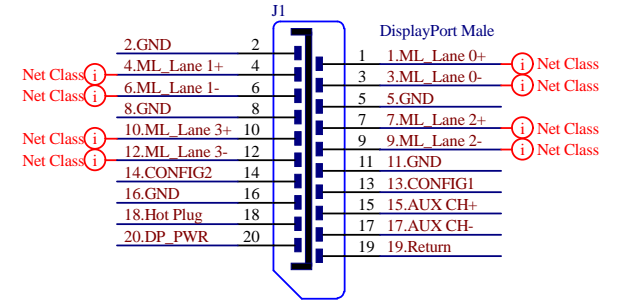 J1
DisplayPort Male
2.GND 2
1 1.ML_Lane 0+ i Net Class
Net Class i 4.ML_Lane 1+ 4
3 3.ML_Lane 0- i Net Class
Net Class i 6.ML_Lane 1- 6
5 5.GND
8.GND 8
7 7.ML_Lane 2+ i Net Class
Net Class i 10.ML_Lane 3+ 10
9 9.ML_Lane 2- i Net Class
Net Class i 12.ML_Lane 3- 12
11 11.GND
14.CONFIG2 14
13 13.CONFIG1
16.GND 16
15 15.AUX CH+
18.Hot Plug 18
17 17.AUX CH-
20.DP_PWR 20
19 19.Return